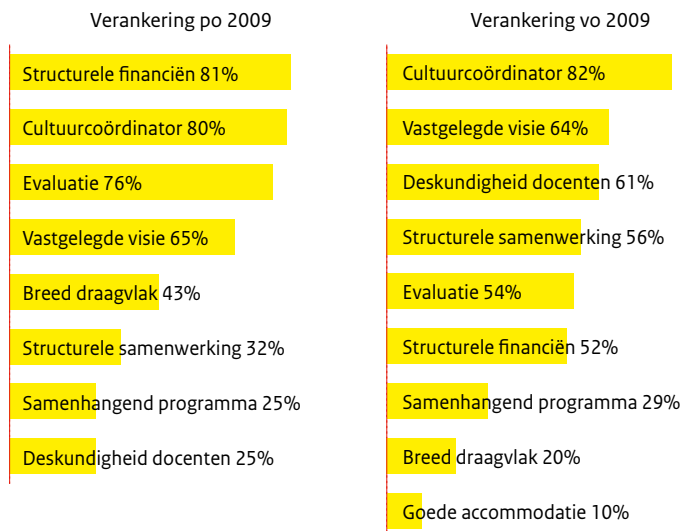 Verankering po 2009
Structurele financiën 81%
Cultuurcoördinator 80%
Evaluatie 76%
Vastgelegde visie 65%
Breed draagvlak 43%
Structurele samenwerking 32%
Samenhangend programma 25%
Deskundigheid docenten 25%
Verankering vo 2009
Cultuurcoördinator 82%
Vastgelegde visie 64%
Deskundigheid docenten 61%
Structurele samenwerking 56%
Evaluatie 54%
Structurele financiën 52%
Samenhangend programma 29%
Breed draagvlak 20%
Goede accommodatie 10%